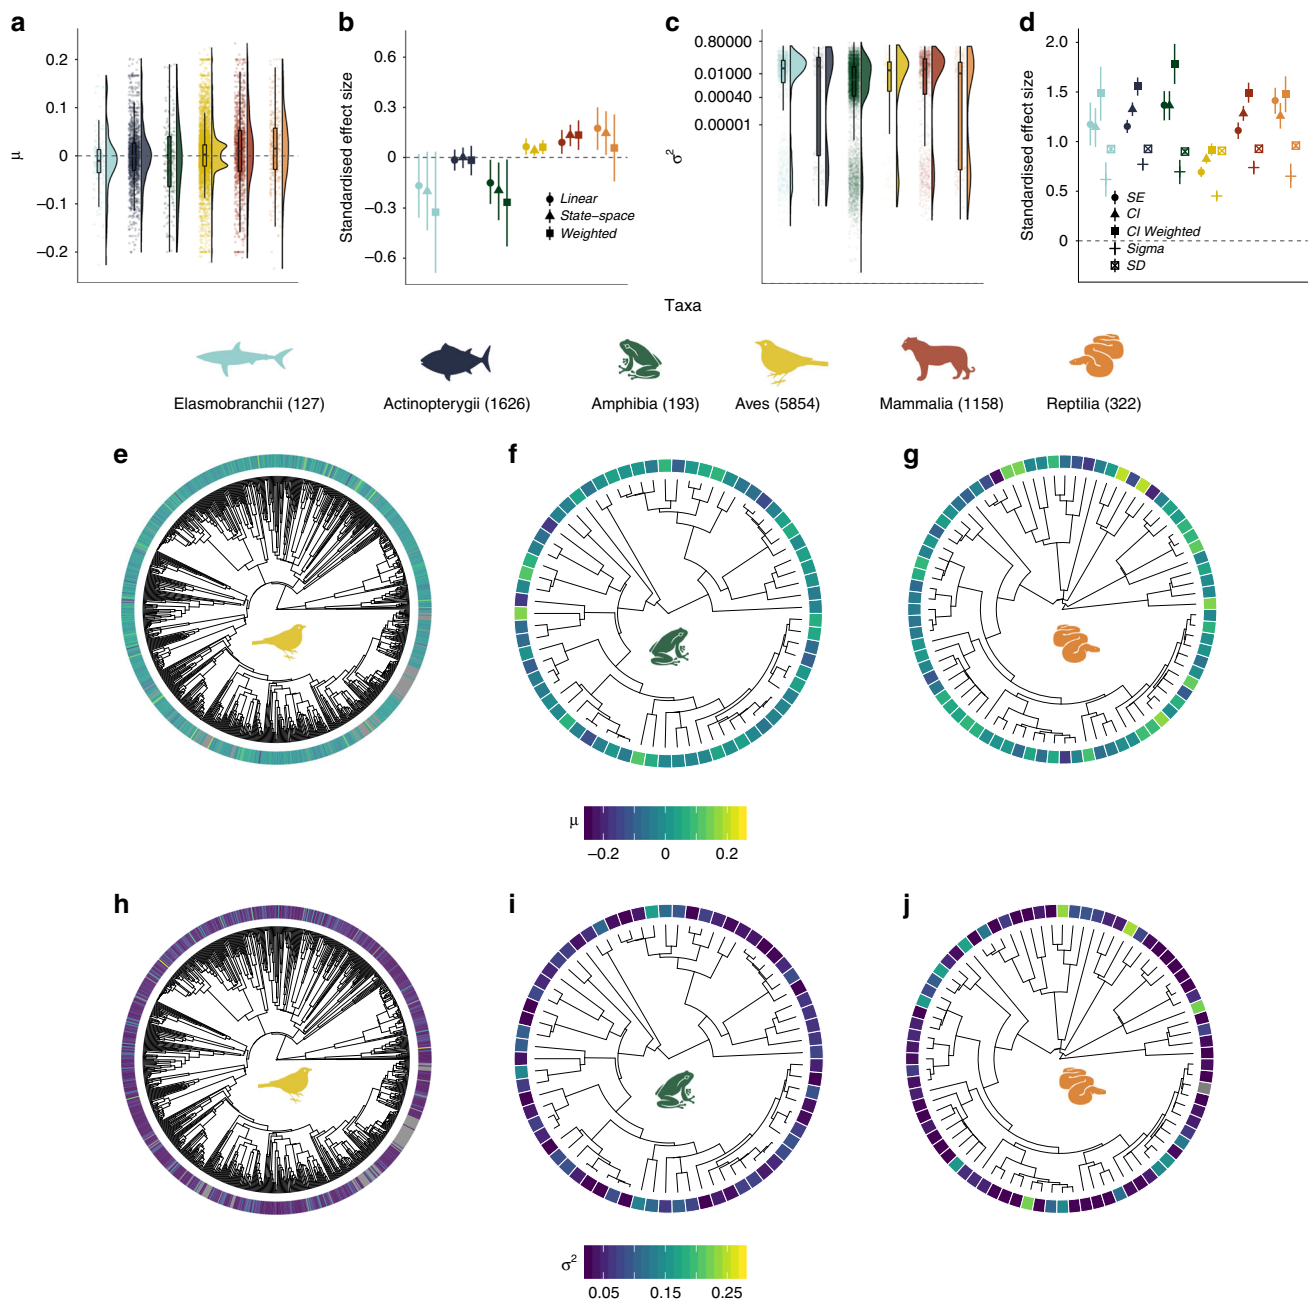 a
0.2
0.1
0
−0.1
−0.2
μ
b
0.6
0.3
0
−0.3
−0.6
Standardised effect size
Linear
State−space
Weighted
c
0.80000
0.01000
0.00040
0.00001
σ²
d
2.0
1.5
1.0
0.5
0
Standardised effect size
SE
CI
CI Weighted
Sigma
SD
Taxa
Elasmobranchii (127)
Actinopterygii (1626)
Amphibia (193)
Aves (5854)
Mammalia (1158)
Reptilia (322)
e
f
g
μ
−0.2
0
0.2
h
i
j
σ²
0.05
0.15
0.25